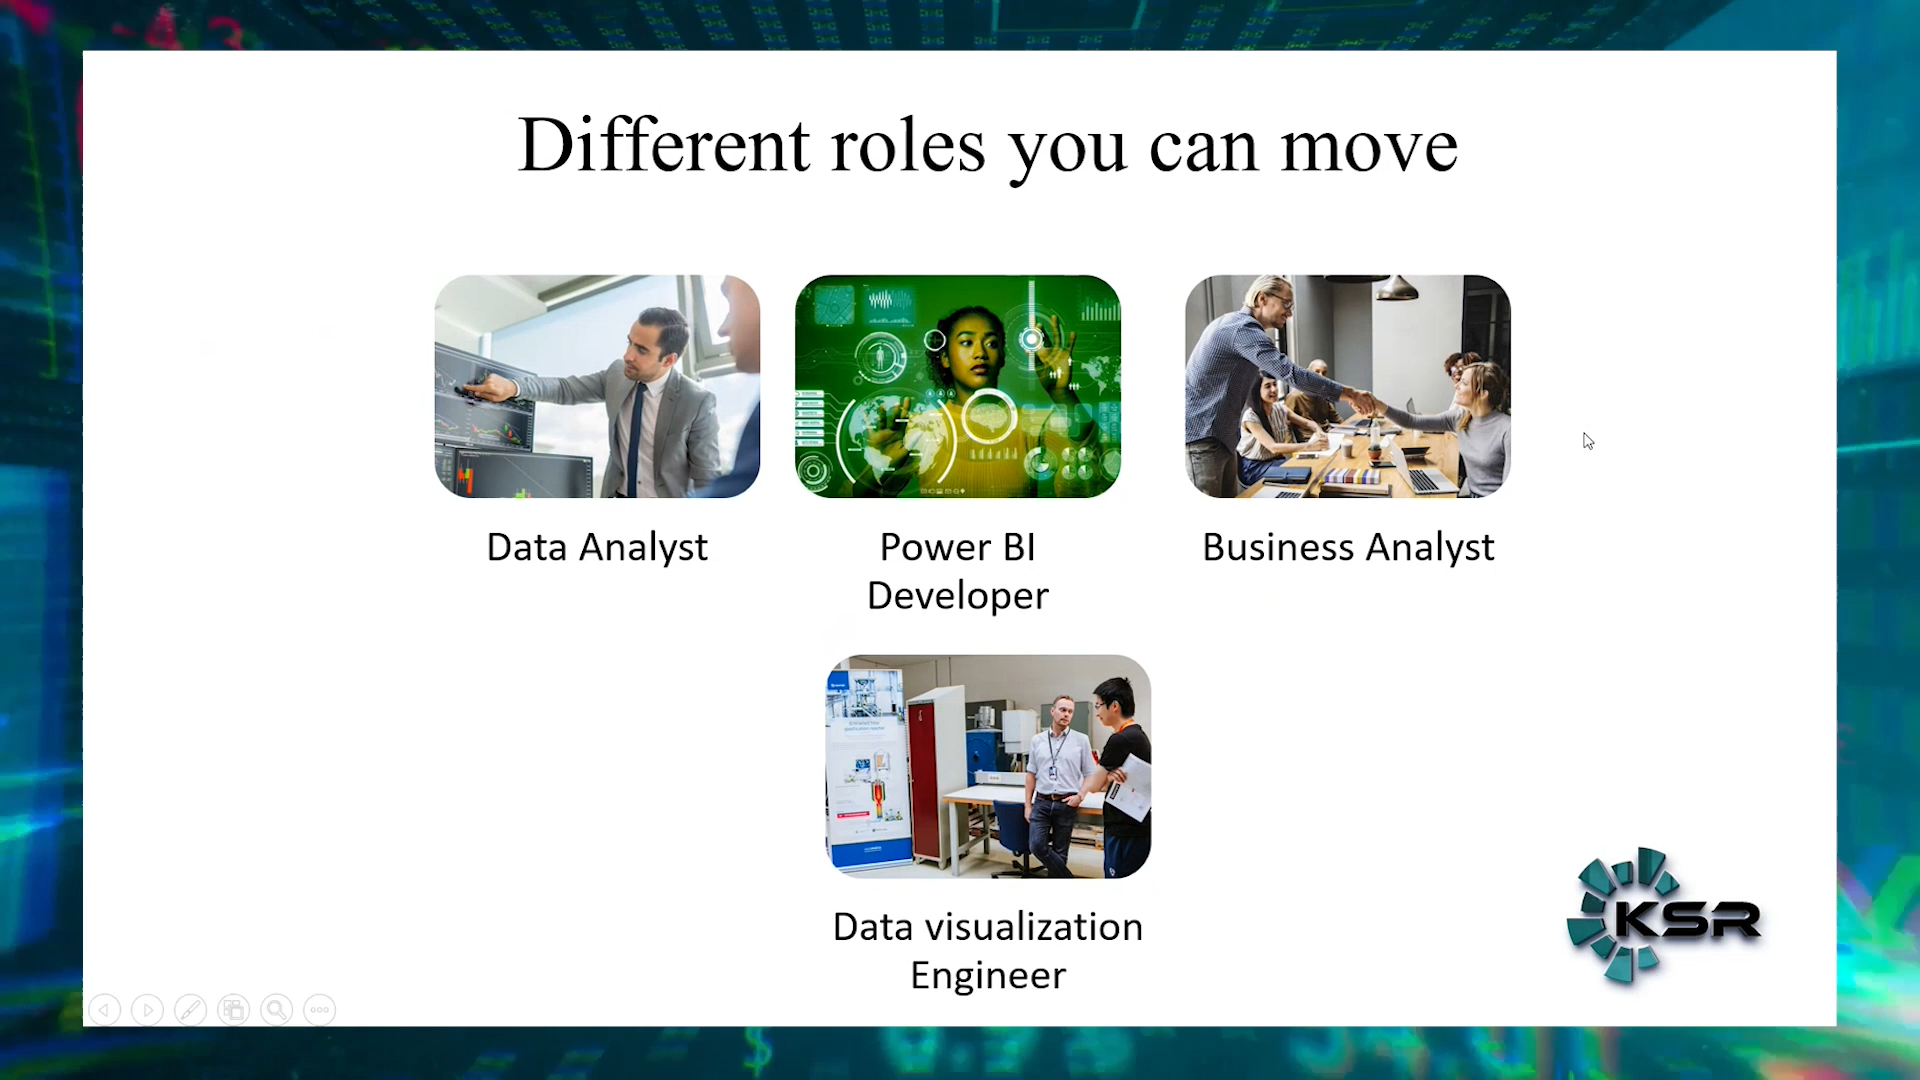 Different roles you can move
Data Analyst
Power BI
Developer
Business Analyst
Data visualization
Engineer
KSR